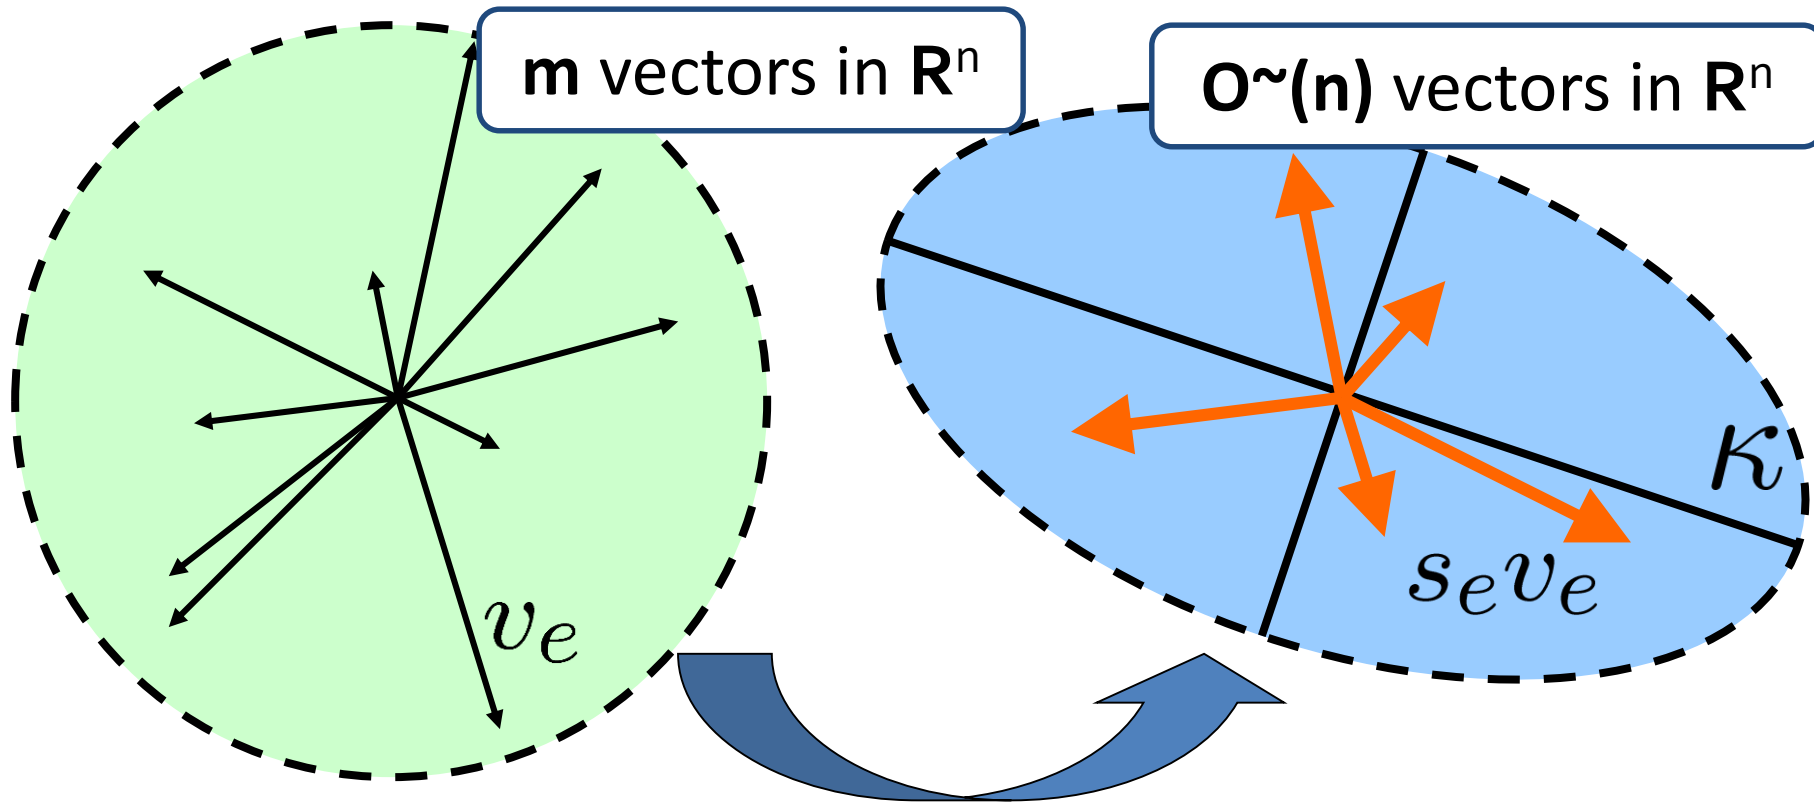 m vectors in Rⁿ
O~(n) vectors in Rⁿ
κ
s_e v_e
v_e